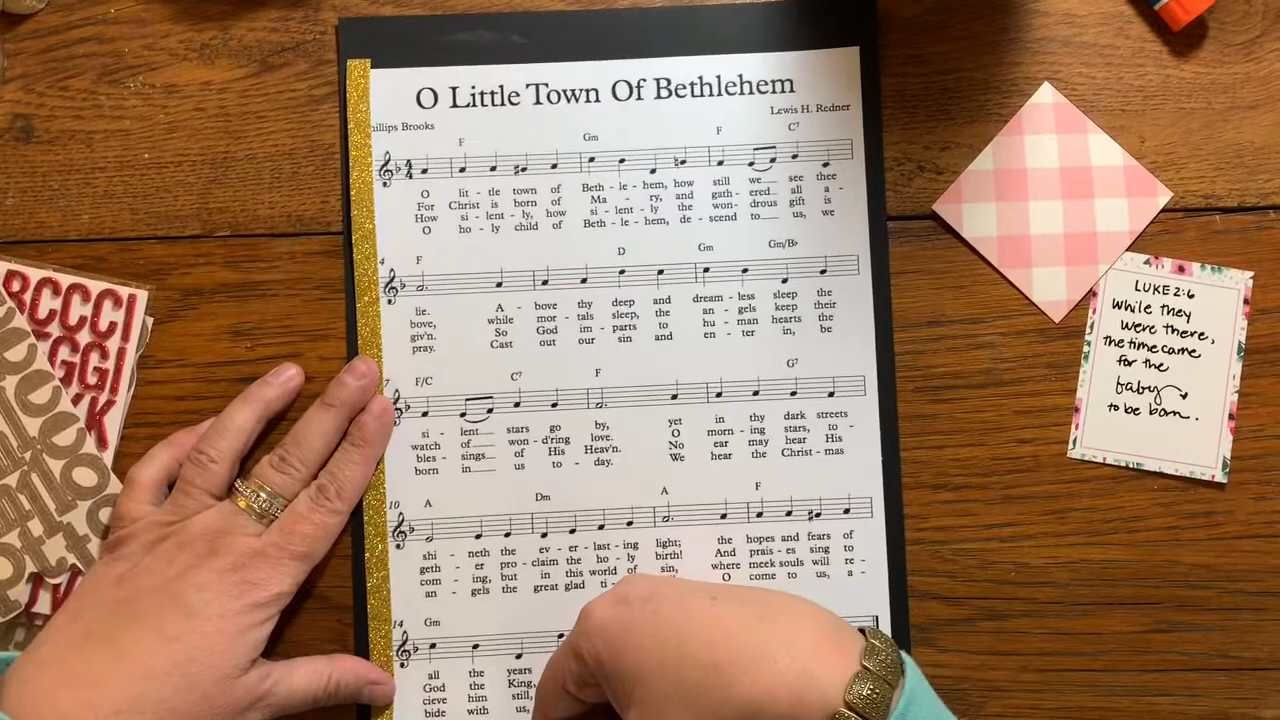 O Little Town Of Bethlehem
Lewis H. Redner
hillips Brooks
F Gm F C7
4
4
O lit - tle town of Beth - le - hem, how still we see thee
For Christ is born of Ma - ry, and gath - ered all a -
How si - lent - ly, how si - lent - ly the won - drous gift is
O ho - ly child of Beth - le - hem, de - scend to us, we
4
F D Gm Gm/B♭
lie. A - bove thy deep and dream - less sleep the
bove, while mor - tals sleep, the an - gels keep their
giv'n. So God im - parts to hu - man hearts the
pray. Cast out our sin and en - ter in, be
7
F/C C7 F G7
si - lent stars go by, yet in thy dark streets
watch of won - d'ring love. O morn - ing stars, to -
bles - sings of His Heav'n. No ear may hear His
born in us to - day. We hear the Christ - mas
10
A Dm A F
shi - neth the ev - er - last - ing light; the hopes and fears of
geth - er pro - claim the ho - ly birth! And prais - es sing to
com - ing, but in this world of sin, where meek souls will re -
an - gels the great glad ti - O come to us, a -
14
Gm
all the years
God the King,
cieve him still,
bide with us,
LUKE 2:6
While they
were there,
the time came
for the
baby
to be born.
CCCI
GGI
K